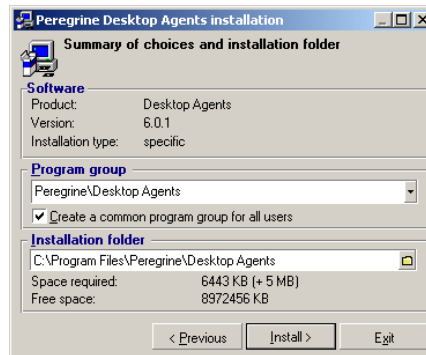 Peregrine Desktop Agents installation
Summary of choices and installation folder
Software
Product: Desktop Agents
Version: 6.0.1
Installation type: specific
Program group
Peregrine\Desktop Agents
Create a common program group for all users
Installation folder
C:\Program Files\Peregrine\Desktop Agents
Space required: 6443 KB (+ 5 MB)
Free space: 8972456 KB
< Previous Install > Exit